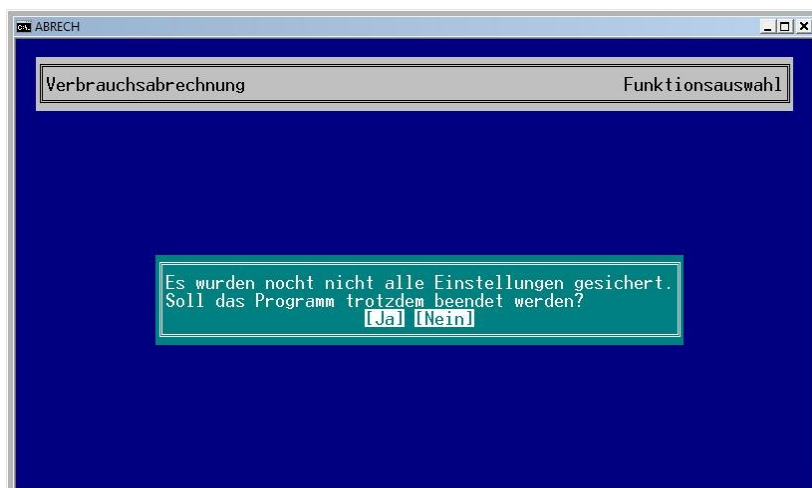 ABRECH
Verbrauchsabrechnung Funktionsauswahl
Es wurden nocht nicht alle Einstellungen gesichert.
Soll das Programm trotzdem beendet werden?
[Ja] [Nein]